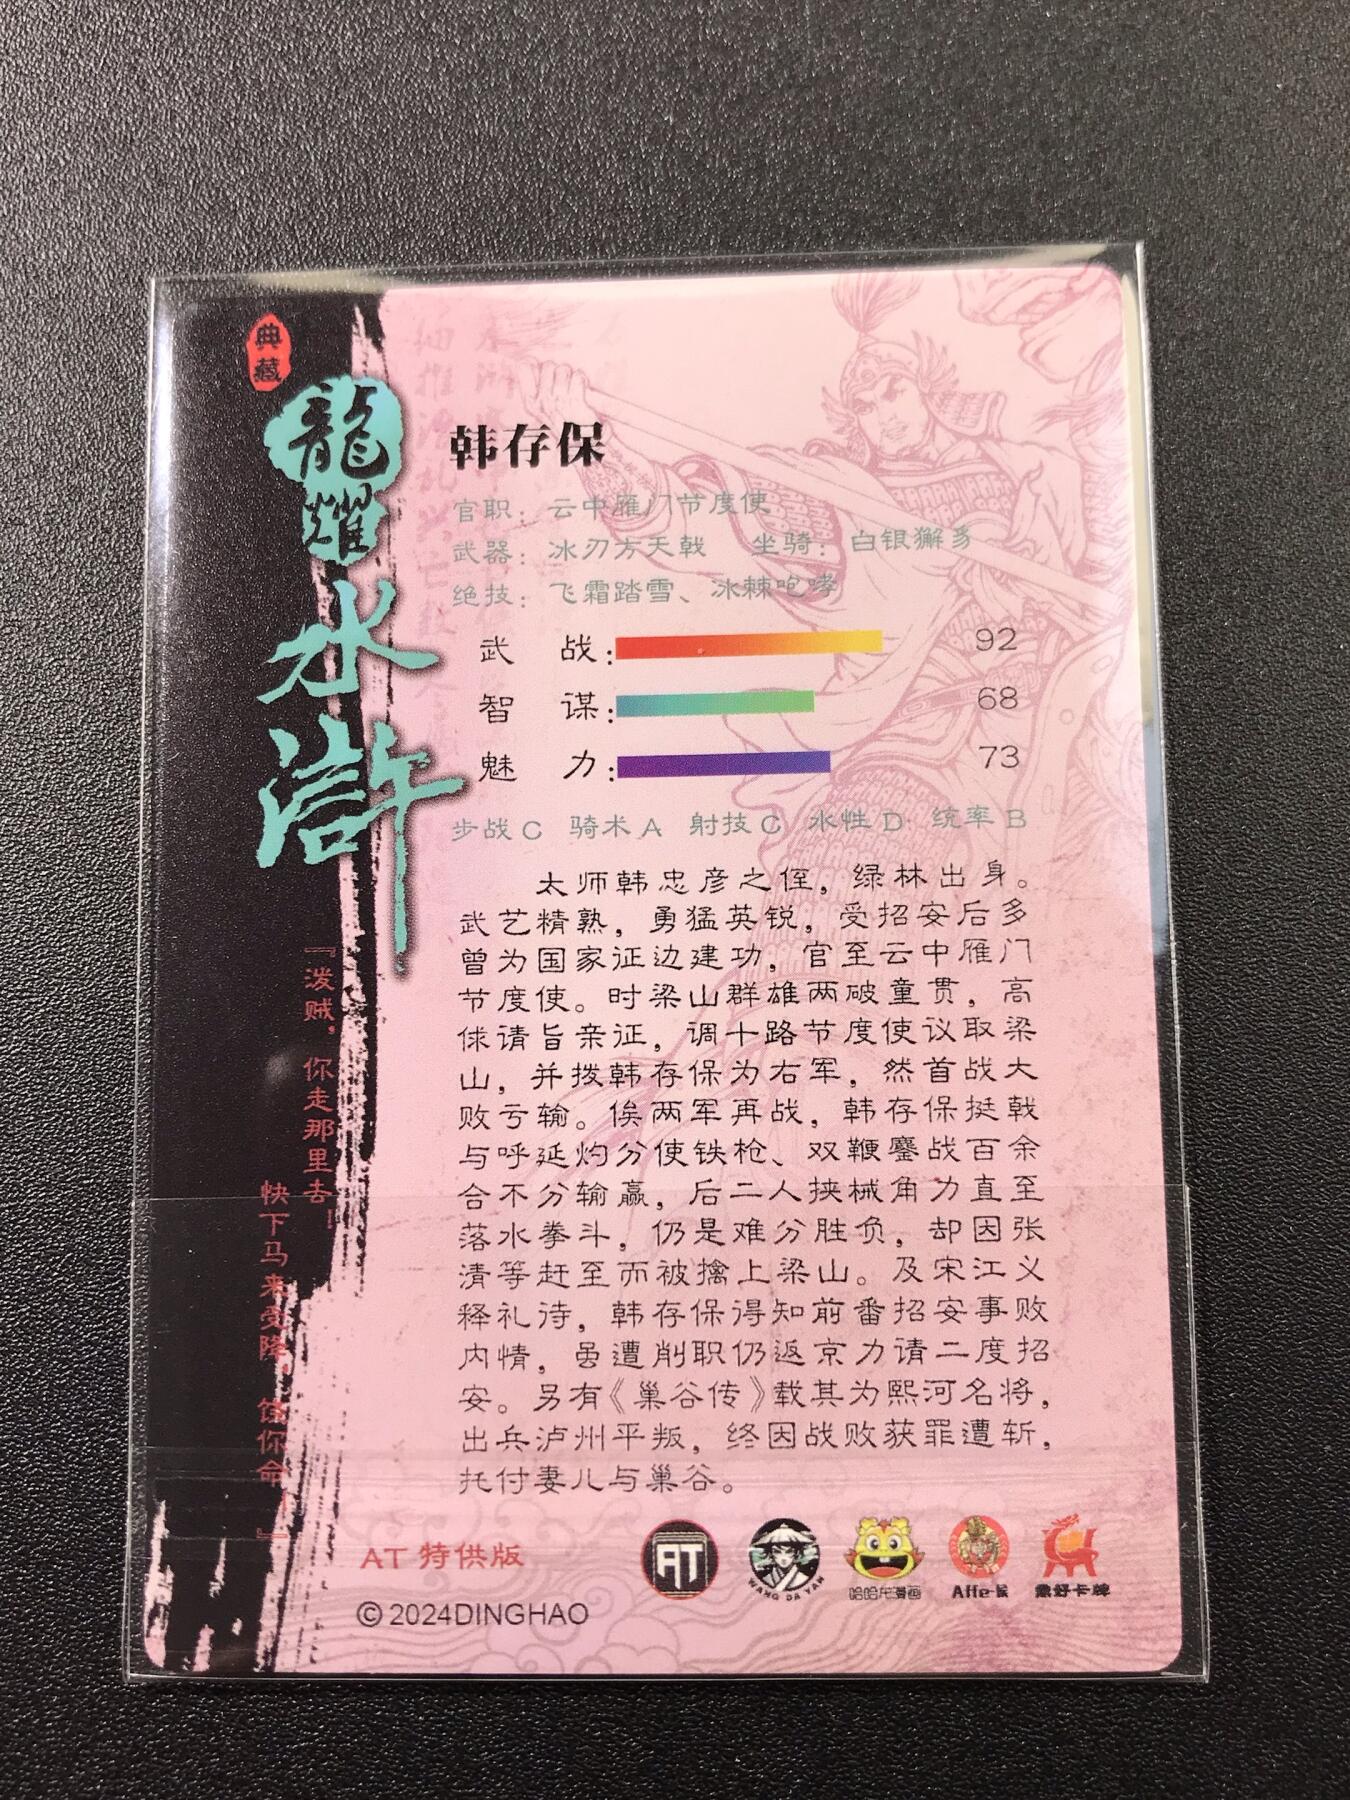 典藏
龍耀水滸
『泼贼，你走那里去！
快下马来受降，饶你命！』
韩存保
官职：云中雁门节度使
武器：冰刃方天戟 坐骑：白银獬豸
绝技：飞霜踏雪、冰棘咆哮
武 战: 92
智 谋: 68
魅 力: 73
步战C 骑术A 射技C 水性D 统率B
太师韩忠彦之侄，绿林出身。
武艺精熟，勇猛英锐，受招安后多
曾为国家征边建功，官至云中雁门
节度使。时梁山群雄两破童贯，高
俅请旨亲征，调十路节度使议取梁
山，并拨韩存保为右军，然首战大
败亏输。俟两军再战，韩存保挺戟
与呼延灼分使铁枪、双鞭鏖战百余
合不分输赢，后二人挟械角力直至
落水拳斗，仍是难分胜负，却因张
清等赶至而被擒上梁山。及宋江义
释礼待，韩存保得知前番招安事败
内情，虽遭削职仍返京力请二度招
安。另有《巢谷传》载其为熙河名将，
出兵泸州平叛，终因战败获罪遭斩，
托付妻儿与巢谷。
AT 特供版
AT
WANG DA YAN
哈哈龙漫画
Affe·长
鼎好卡牌
© 2024DINGHAO